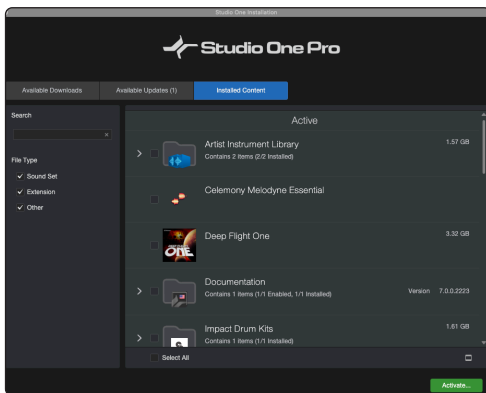 Studio One Installation
Studio One Pro
Available Downloads
Available Updates (1)
Installed Content
Search
File Type
Sound Set
Extension
Other
Active
Artist Instrument Library
1.57 GB
Contains 2 items (2/2 Installed)
Celemony Melodyne Essential
Deep Flight One
3.32 GB
ONE
Documentation
Contains 1 items (1/1 Enabled, 1/1 Installed)
Version 7.0.0.2223
Impact Drum Kits
1.61 GB
Contains 1 items (1/1 Installed)
Select All
Activate...